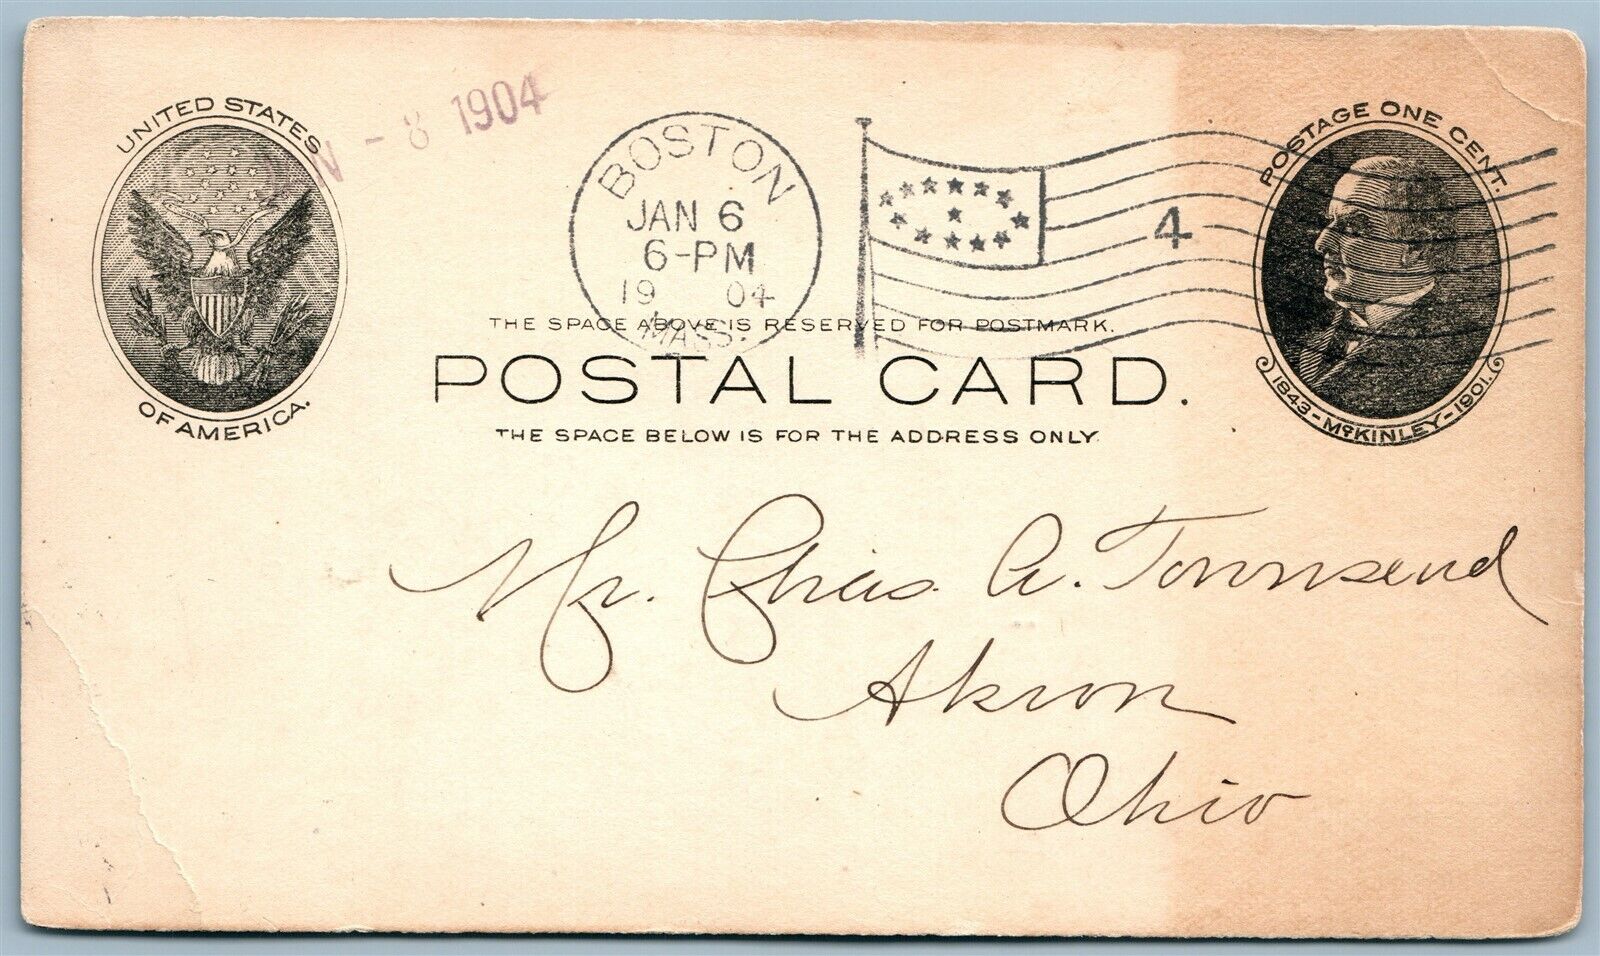 UNITED STATES
OF AMERICA.
N - 8 1904
BOSTON
JAN 6
6-PM
19 04
MASS.
4
POSTAGE ONE CENT.
1843-McKINLEY-1901.
THE SPACE ABOVE IS RESERVED FOR POSTMARK.
POSTAL CARD.
THE SPACE BELOW IS FOR THE ADDRESS ONLY.
Mr. Chas. A. Townsend
Akron
Ohio